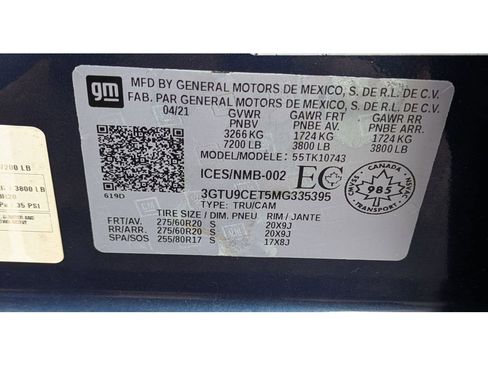 gm
MFD BY GENERAL MOTORS DE MEXICO, S. DE R.L. DE C.V.
FAB. PAR GENERAL MOTORS DE MEXICO, S. DE R.L. DE C.V.
04/21 GVWR GAWR FRT GAWR RR
PNBV PNBE AV. PNBE ARR.
3266 KG 1724 KG 1724 KG
7200 LB 3800 LB 3800 LB
MODEL/MODÈLE: 55TK10743
ICES/NMB-002 EC CANADA 985
619D
3GTU9CET5MG335395
TYPE: TRU/CAM
TIRE SIZE / DIM. PNEU RIM / JANTE
FRT/AV. 275/60R20 S 20X9J
RR/ARR. 275/60R20 S 20X9J
SPA/SOS 255/80R17 S 17X8J
7200 LB
3800 LB
35 PSI